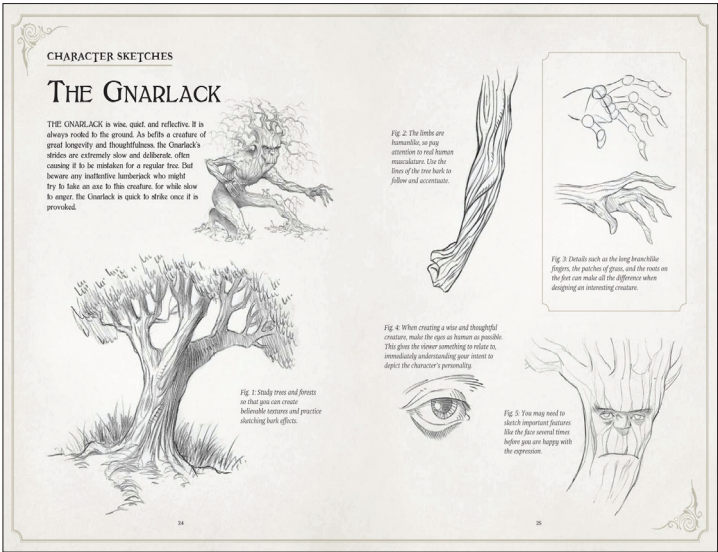 CHARACTER SKETCHES
THE GNARLACK
THE GNARLACK is wise, quiet, and reflective. It is
always rooted to the ground. As befits a creature of
great longevity and thoughtfulness, the Gnarlack's
strides are extremely slow and deliberate, often
causing it to be mistaken for a regular tree. But
beware any inattentive lumberjack who might
try to take an axe to this creature, for while slow
to anger, the Gnarlack is quick to strike once it is
provoked.
Fig. 1: Study trees and forests
so that you can create
believable textures and practice
sketching bark effects.
24
Fig. 2: The limbs are
humanlike, so pay
attention to real human
musculature. Use the
lines of the tree bark to
follow and accentuate.
Fig. 3: Details such as the long branchlike
fingers, the patches of grass, and the roots on
the feet can make all the difference when
designing an interesting creature.
Fig. 4: When creating a wise and thoughtful
creature, make the eyes as human as possible.
This gives the viewer something to relate to,
immediately understanding your intent to
depict the character's personality.
Fig. 5: You may need to
sketch important features
like the face several times
before you are happy with
the expression.
25